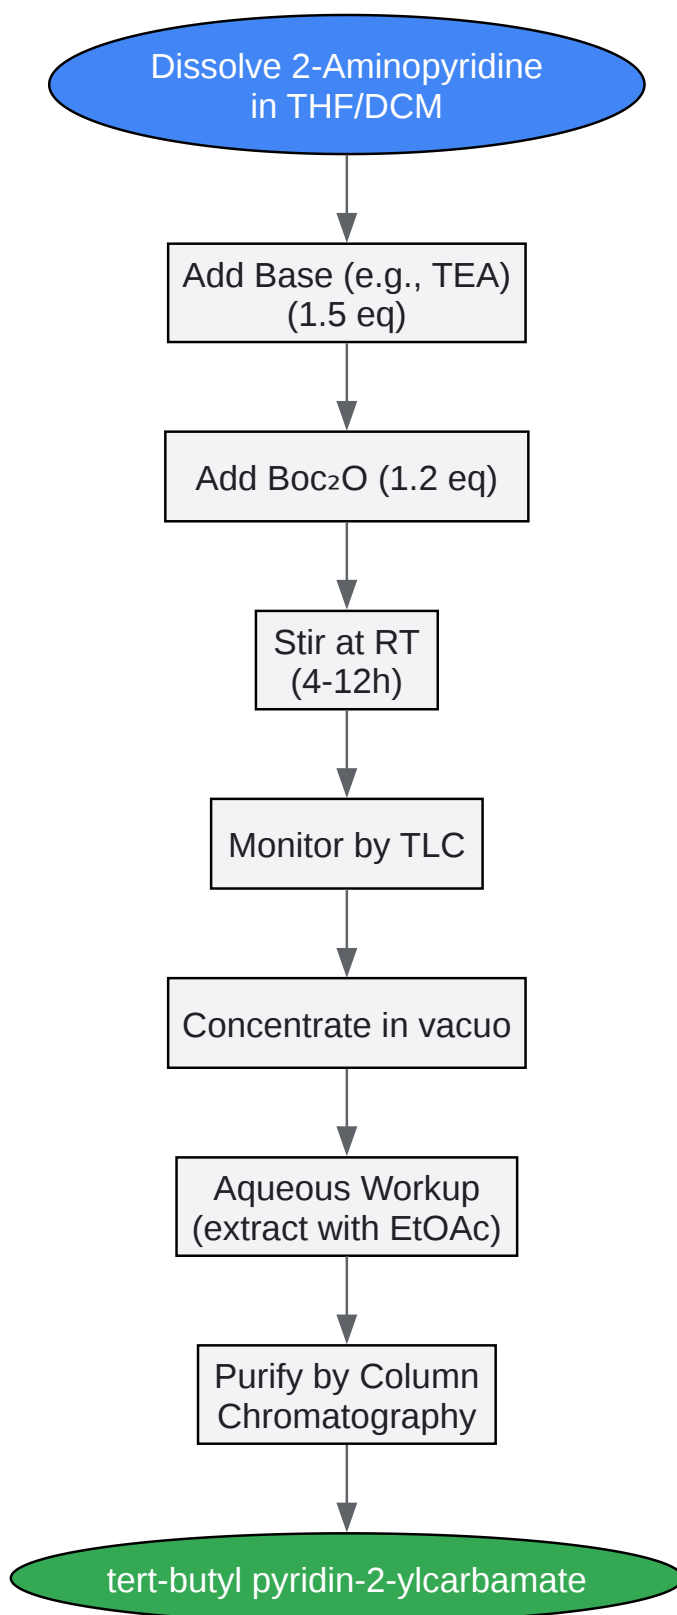 Dissolve 2-Aminopyridine
in THF/DCM
Add Base (e.g., TEA)
(1.5 eq)
Add Boc₂O (1.2 eq)
Stir at RT
(4-12h)
Monitor by TLC
Concentrate in vacuo
Aqueous Workup
(extract with EtOAc)
Purify by Column
Chromatography
tert-butyl pyridin-2-ylcarbamate